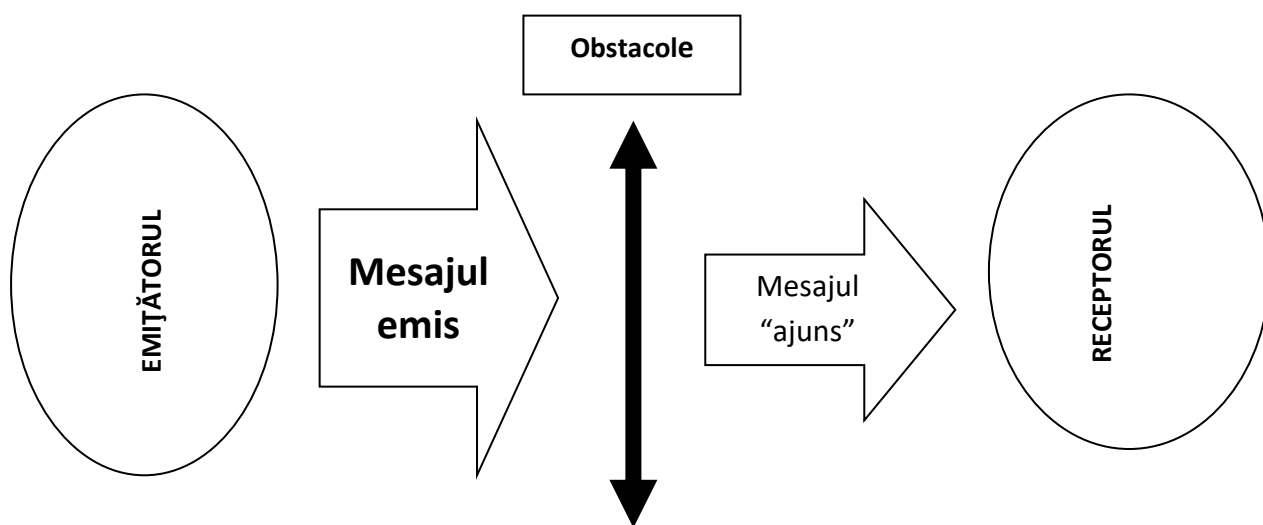 Obstacole
EMIŢĂTORUL
Mesajul
emis
Mesajul
“ajuns”
RECEPTORUL